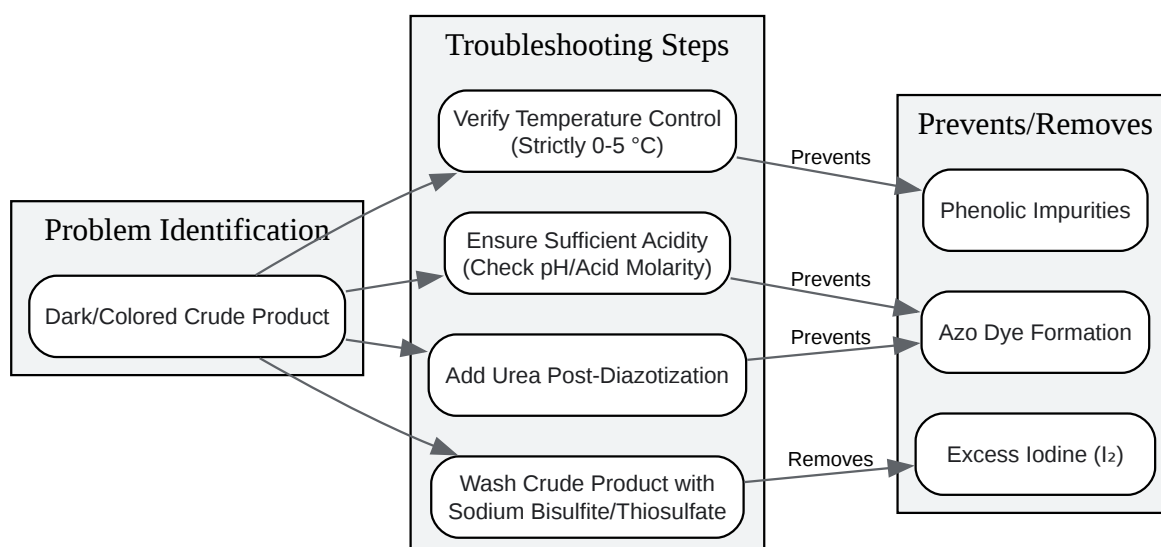 Problem Identification
Dark/Colored Crude Product
Troubleshooting Steps
Verify Temperature Control
(Strictly 0-5 °C)
Ensure Sufficient Acidity
(Check pH/Acid Molarity)
Add Urea Post-Diazotization
Wash Crude Product with
Sodium Bisulfite/Thiosulfate
Prevents
Prevents
Prevents
Removes
Prevents/Removes
Phenolic Impurities
Azo Dye Formation
Excess Iodine (I₂)